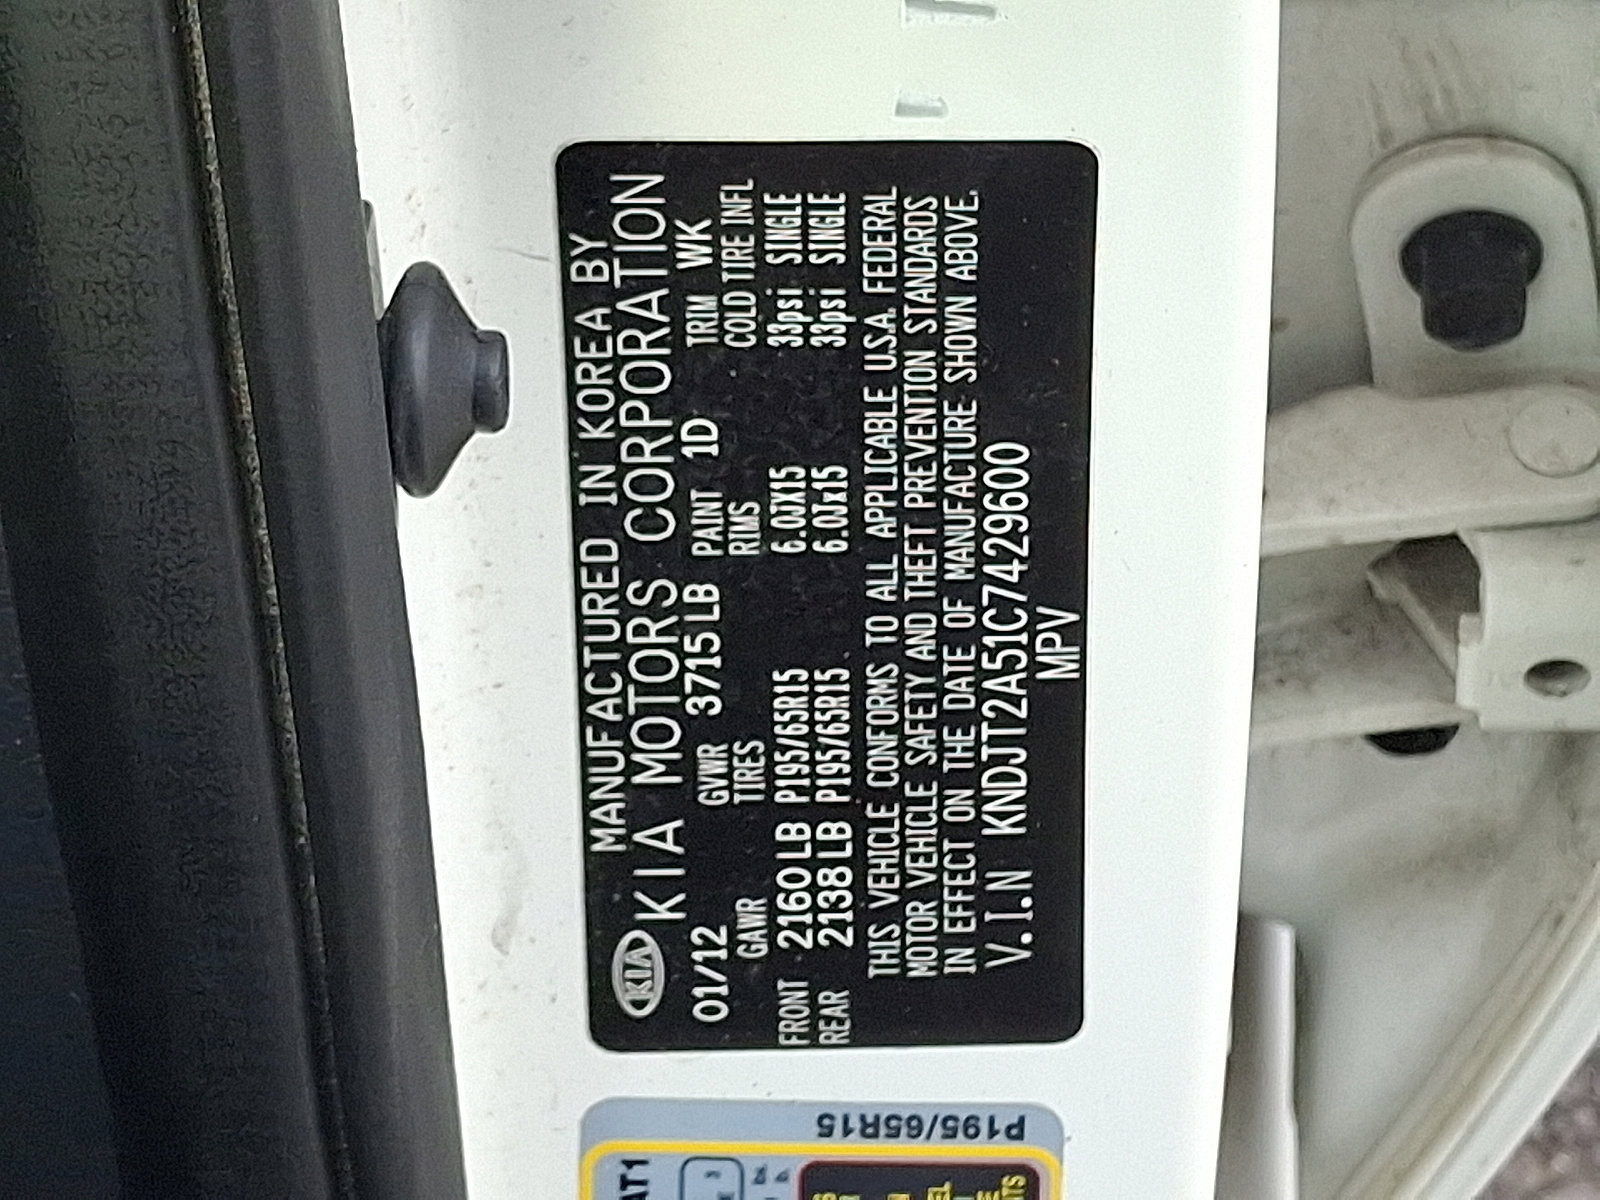 MANUFACTURED IN KOREA BY
KIA KIA MOTORS CORPORATION
01/12 GVWR 3715LB PAINT 1D TRIM WK
GAWR TIRES RIMS COLD TIRE INFL
FRONT 2160LB P195/65R15 6.0JX15 33psi SINGLE
REAR 2138LB P195/65R15 6.0Jx15 33psi SINGLE
THIS VEHICLE CONFORMS TO ALL APPLICABLE U.S.A. FEDERAL
MOTOR VEHICLE SAFETY AND THEFT PREVENTION STANDARDS
IN EFFECT ON THE DATE OF MANUFACTURE SHOWN ABOVE.
V.I.N KNDJT2A51C7429600
MPV
P195/65R15